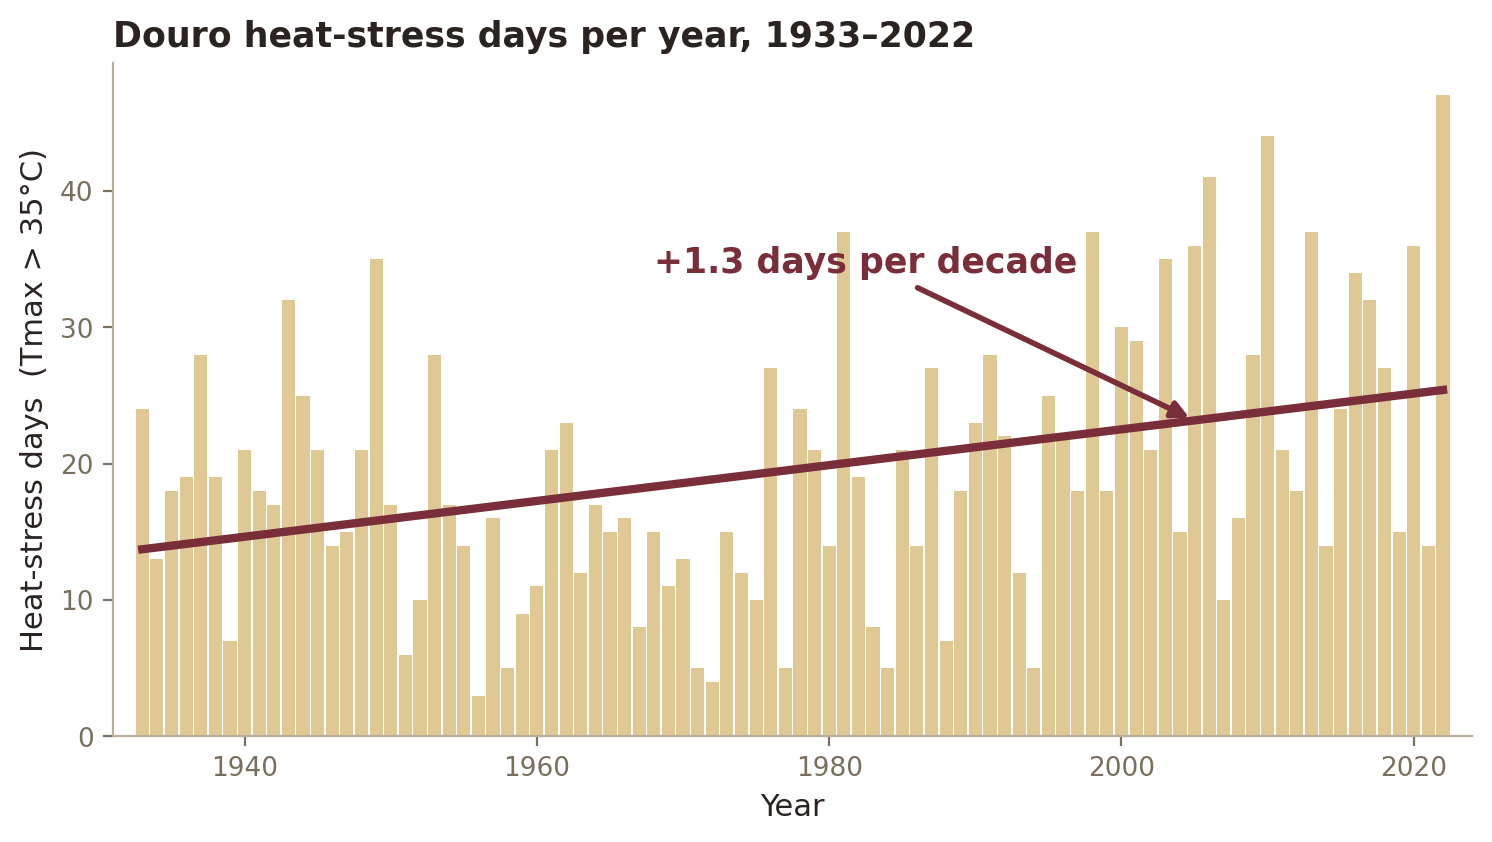 Douro heat-stress days per year, 1933–2022
Heat-stress days  (Tmax > 35°C)
40
30
20
10
0
+1.3 days per decade
1940
1960
1980
2000
2020
Year